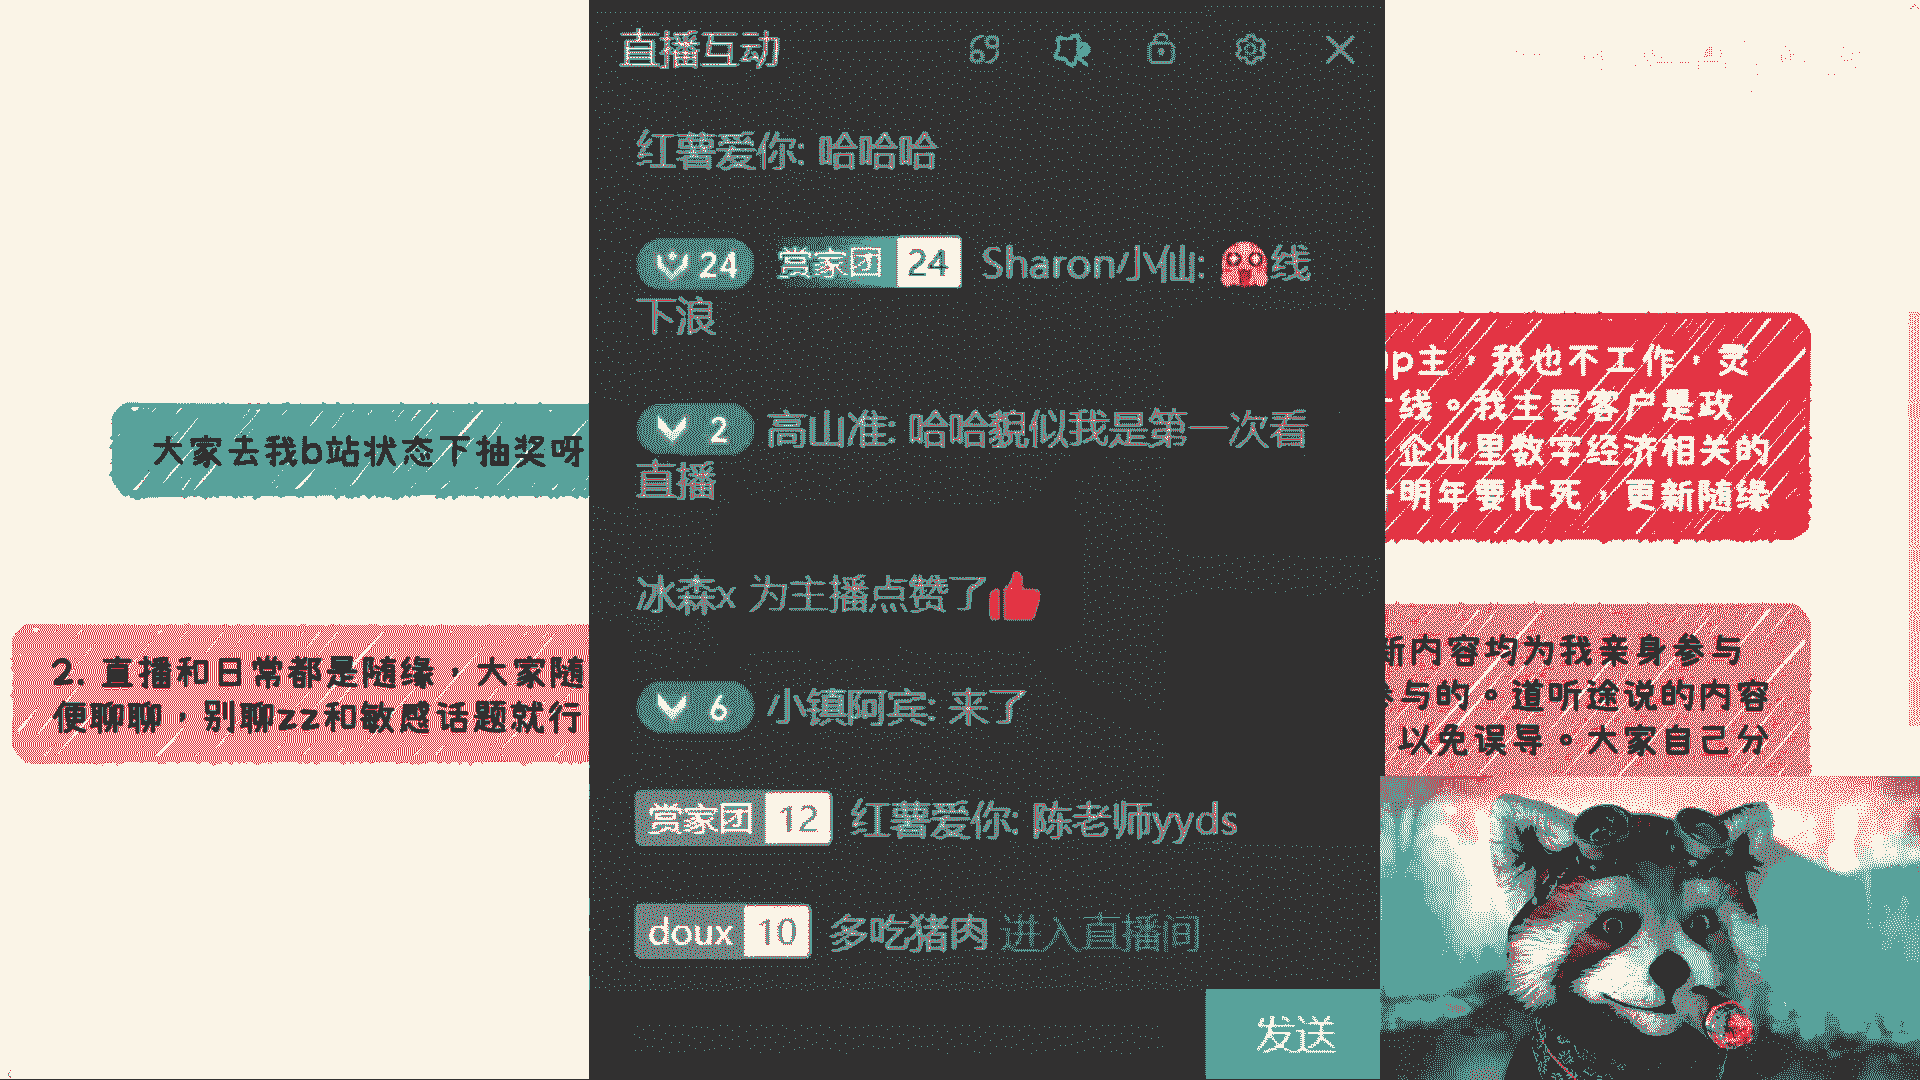 直播互动
红薯爱你: 哈哈哈
24 赏家团 24 Sharon小仙: 线
下浪
2 高山准: 哈哈貌似我是第一次看
直播
冰森x 为主播点赞了
6 小镇阿宾: 来了
赏家团 12 红薯爱你: 陈老师yyds
doux 10 多吃猪肉 进入直播间
发送
大家去我b站状态下抽奖呀
2. 直播和日常都是随缘，大家随
便聊聊，别聊zz和敏感话题就行
p主，我也不工作，灵
线。我主要客户是政
企业里数字经济相关的
明年要忙死，更新随缘
新内容均为我亲身参与
参与的。道听途说的内容
以免误导。大家自己分